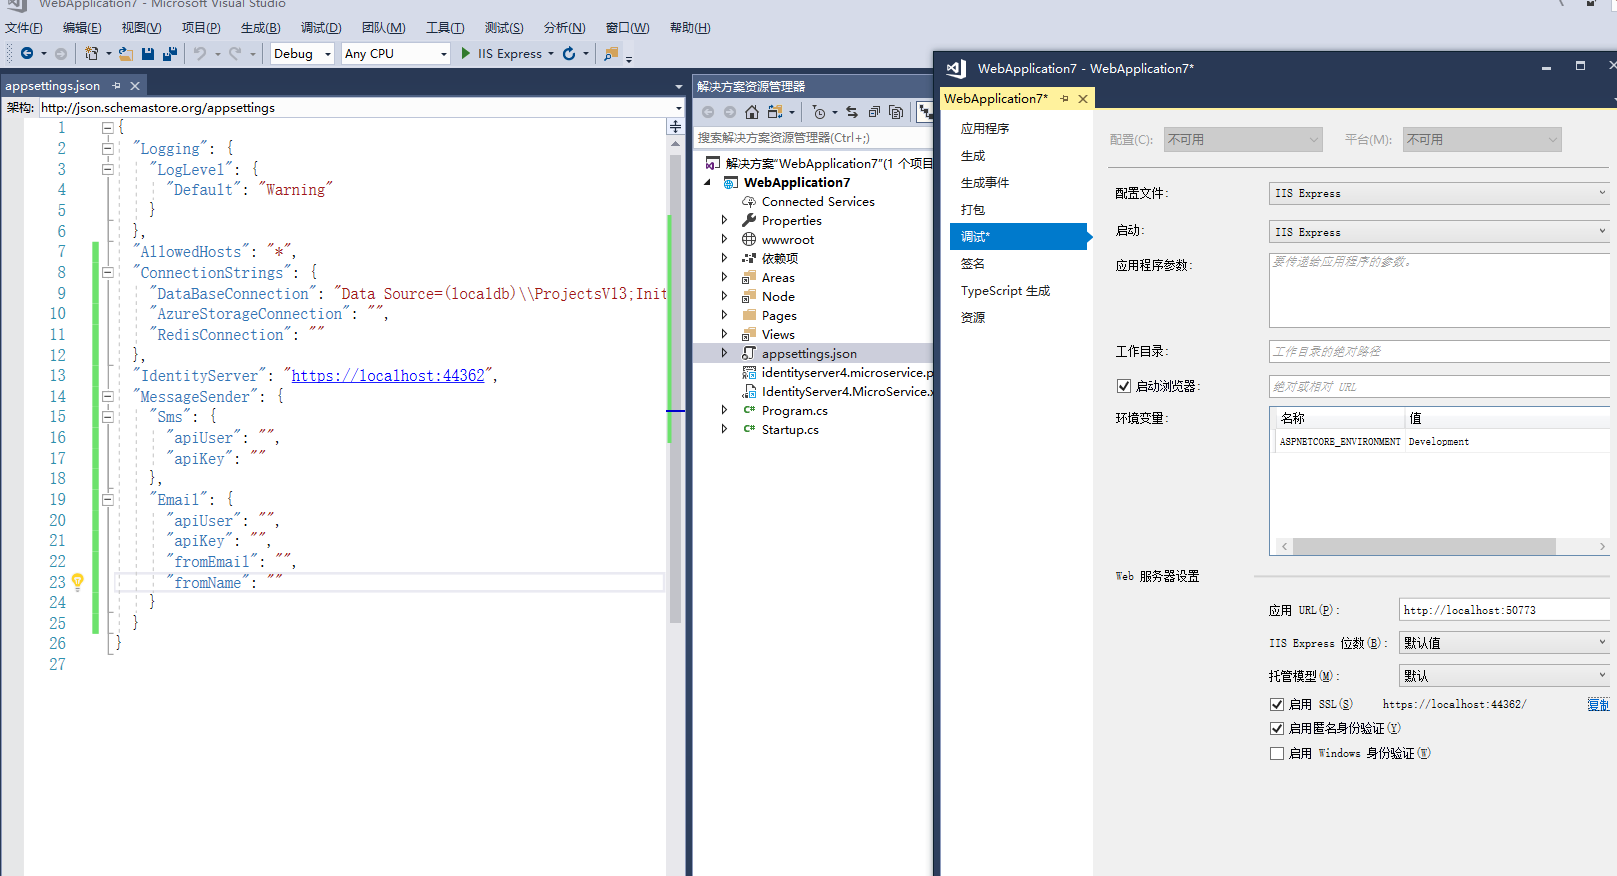 WebApplication7 - Microsoft Visual Studio
文件(F) 编辑(E) 视图(V) 项目(P) 生成(B) 调试(D) 团队(M) 工具(T) 测试(S) 分析(N) 窗口(W) 帮助(H)
Debug Any CPU IIS Express
appsettings.json
架构: http://json.schemastore.org/appsettings
1 {
2 "Logging": {
3 "LogLevel": {
4 "Default": "Warning"
5 }
6 },
7 "AllowedHosts": "*",
8 "ConnectionStrings": {
9 "DataBaseConnection": "Data Source=(localdb)\\ProjectsV13;Init
10 "AzureStorageConnection": "",
11 "RedisConnection": ""
12 },
13 "IdentityServer": "https://localhost:44362",
14 "MessageSender": {
15 "Sms": {
16 "apiUser": "",
17 "apiKey": ""
18 },
19 "Email": {
20 "apiUser": "",
21 "apiKey": "",
22 "fromEmail": "",
23 "fromName": ""
24 }
25 }
26 }
27
解决方案资源管理器
搜索解决方案资源管理器(Ctrl+;)
解决方案"WebApplication7"(1 个项目
WebApplication7
Connected Services
Properties
wwwroot
依赖项
Areas
Node
Pages
Views
appsettings.json
identityserver4.microservice.p
IdentityServer4.MicroService.x
C# Program.cs
C# Startup.cs
WebApplication7 - WebApplication7*
WebApplication7*
应用程序
生成
生成事件
打包
调试*
签名
TypeScript 生成
资源
配置(C): 不可用 平台(M): 不可用
配置文件: IIS Express
启动: IIS Express
应用程序参数: 要传递给应用程序的参数。
工作目录: 工作目录的绝对路径
启动浏览器: 绝对或相对 URL
环境变量: 名称 值
ASPNETCORE_ENVIRONMENT Development
Web 服务器设置
应用 URL(P): http://localhost:50773
IIS Express 位数(B): 默认值
托管模型(M): 默认
启用 SSL(S) https://localhost:44362/ 复制
启用匿名身份验证(Y)
启用 Windows 身份验证(W)